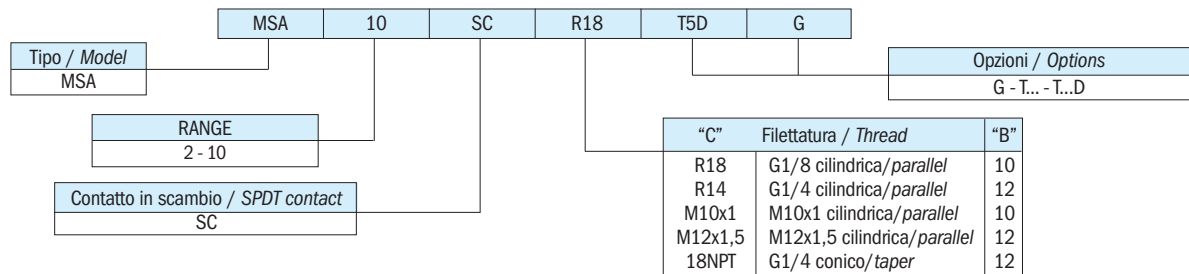 MSA 10 SC R18 T5D G
Tipo / Model
MSA
Opzioni / Options
G - T... - T...D
RANGE
2 - 10
Contatto in scambio / SPDT contact
SC
“C” Filettatura / Thread “B”
R18 G1/8 cilindrica/parallel 10
R14 G1/4 cilindrica/parallel 12
M10x1 M10x1 cilindrica/parallel 10
M12x1,5 M12x1,5 cilindrica/parallel 12
18NPT G1/4 conico/taper 12